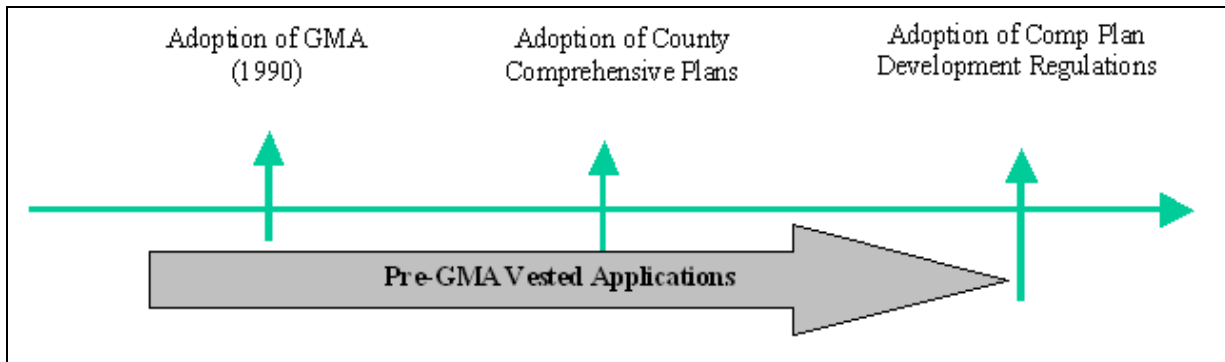 Adoption of GMA
(1990)
Adoption of County
Comprehensive Plans
Adoption of Comp Plan
Development Regulations
Pre-GMA Vested Applications